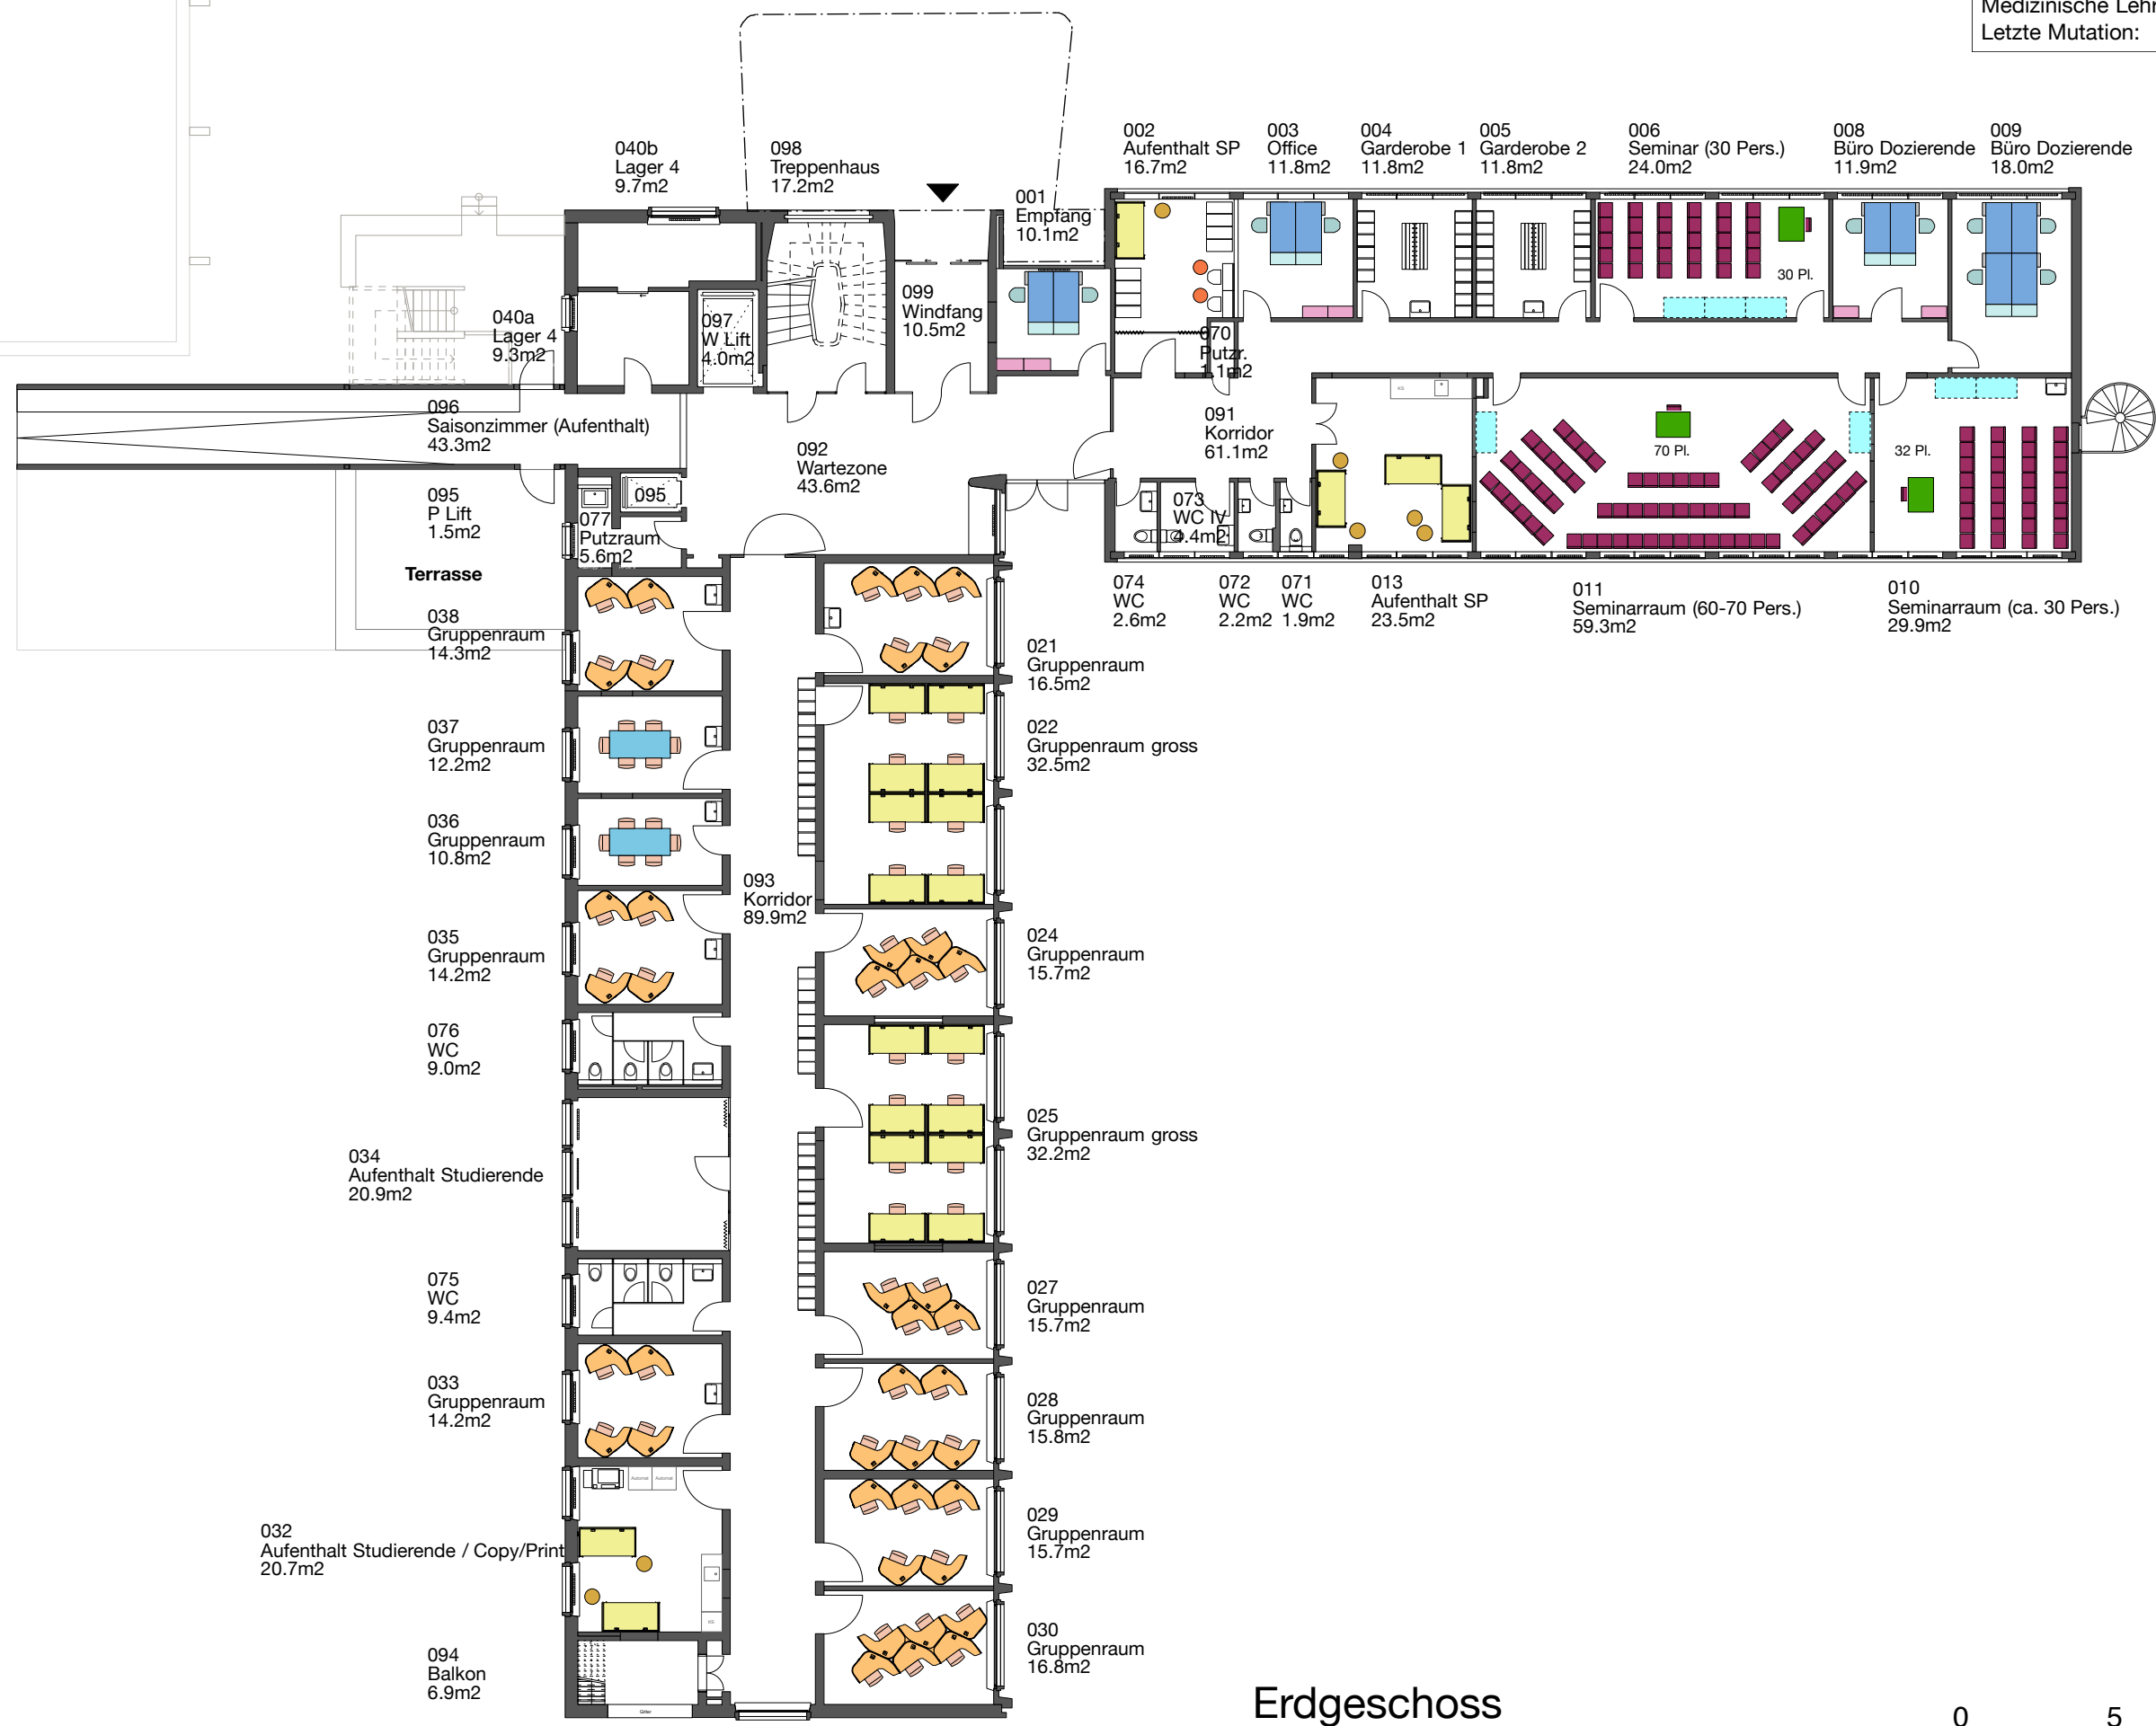 Medizinische Lehr
Letzte Mutation:
002
Aufenthalt SP
16.7m2
003
Office
11.8m2
004
Garderobe 1
11.8m2
005
Garderobe 2
11.8m2
006
Seminar (30 Pers.)
24.0m2
008
Büro Dozierende
11.9m2
009
Büro Dozierende
18.0m2
040b
Lager 4
9.7m2
098
Treppenhaus
17.2m2
001
Empfang
10.1m2
30 Pl.
099
Windfang
10.5m2
040a
Lager 4
9.3m2
097
W Lift
4.0m2
070
Putzr.
1.1m2
KS
096
Saisonzimmer (Aufenthalt)
43.3m2
091
Korridor
61.1m2
092
Wartezone
43.6m2
70 Pl.
32 Pl.
095
P Lift
1.5m2
095
077
Putzraum
5.6m2
073
WC IV
4.4m2
Terrasse
074
WC
2.6m2
072
WC
2.2m2
071
WC
1.9m2
013
Aufenthalt SP
23.5m2
011
Seminarraum (60-70 Pers.)
59.3m2
010
Seminarraum (ca. 30 Pers.)
29.9m2
038
Gruppenraum
14.3m2
021
Gruppenraum
16.5m2
037
Gruppenraum
12.2m2
022
Gruppenraum gross
32.5m2
036
Gruppenraum
10.8m2
093
Korridor
89.9m2
035
Gruppenraum
14.2m2
024
Gruppenraum
15.7m2
076
WC
9.0m2
025
Gruppenraum gross
32.2m2
034
Aufenthalt Studierende
20.9m2
075
WC
9.4m2
027
Gruppenraum
15.7m2
033
Gruppenraum
14.2m2
028
Gruppenraum
15.8m2
Automat Automat
032
Aufenthalt Studierende / Copy/Print
20.7m2
029
Gruppenraum
15.7m2
KS
094
Balkon
6.9m2
030
Gruppenraum
16.8m2
Gitter
Erdgeschoss
0 5